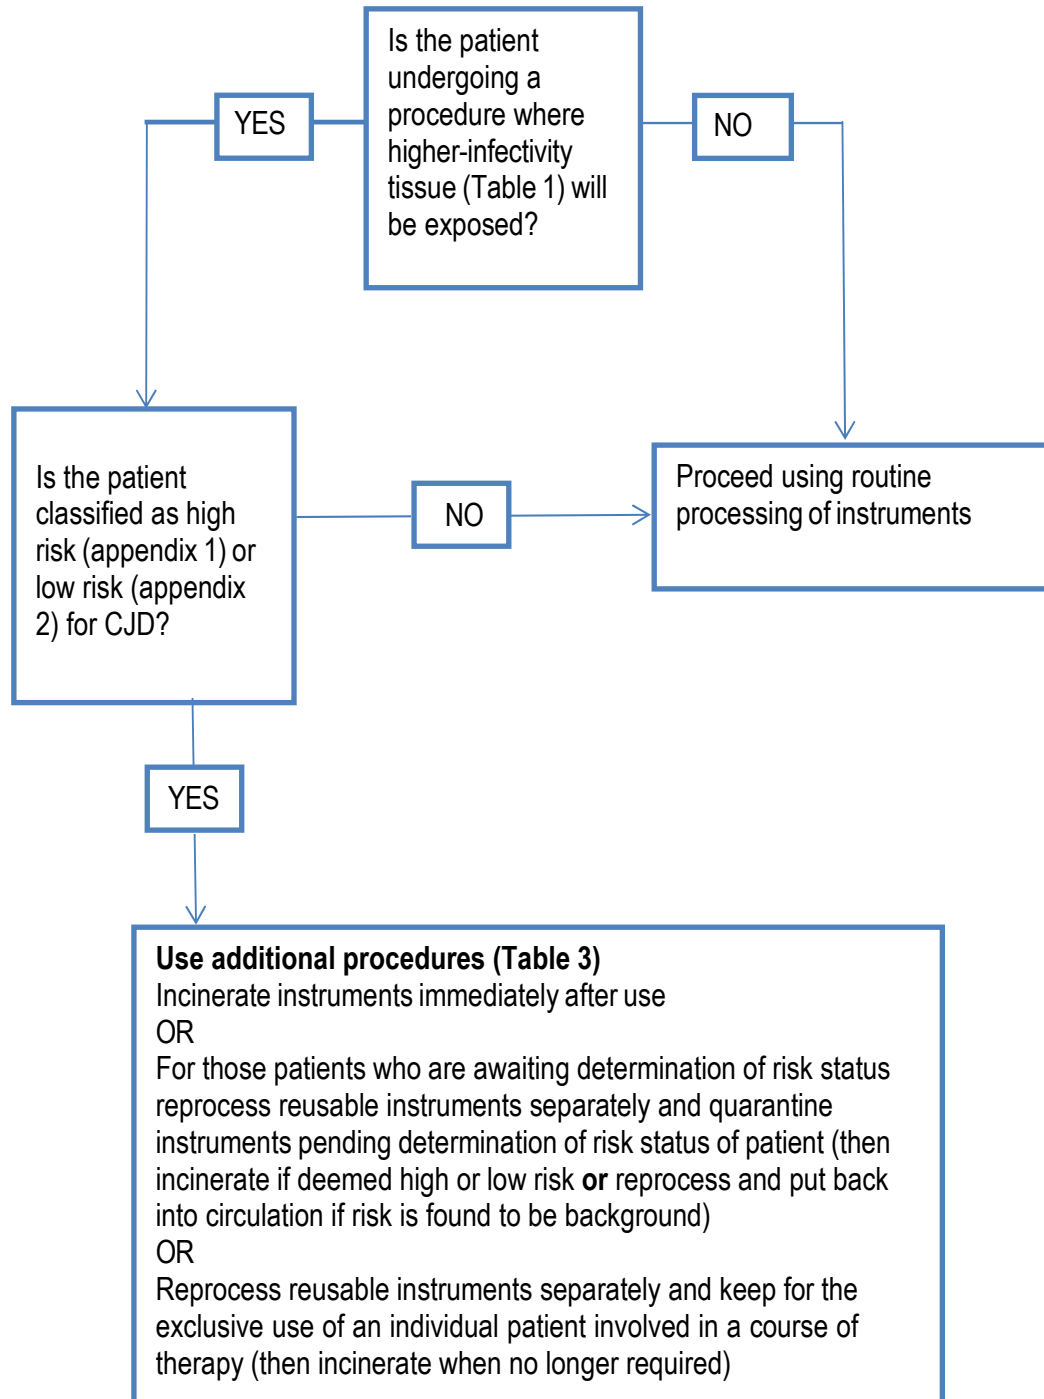 Is the patient
undergoing a
procedure where
higher-infectivity
tissue (Table 1) will
be exposed?
YES
NO
Is the patient
classified as high
risk (appendix 1) or
low risk (appendix
2) for CJD?
NO
Proceed using routine
processing of instruments
YES
Use additional procedures (Table 3)
Incinerate instruments immediately after use
OR
For those patients who are awaiting determination of risk status
reprocess reusable instruments separately and quarantine
instruments pending determination of risk status of patient (then
incinerate if deemed high or low risk or reprocess and put back
into circulation if risk is found to be background)
OR
Reprocess reusable instruments separately and keep for the
exclusive use of an individual patient involved in a course of
therapy (then incinerate when no longer required)